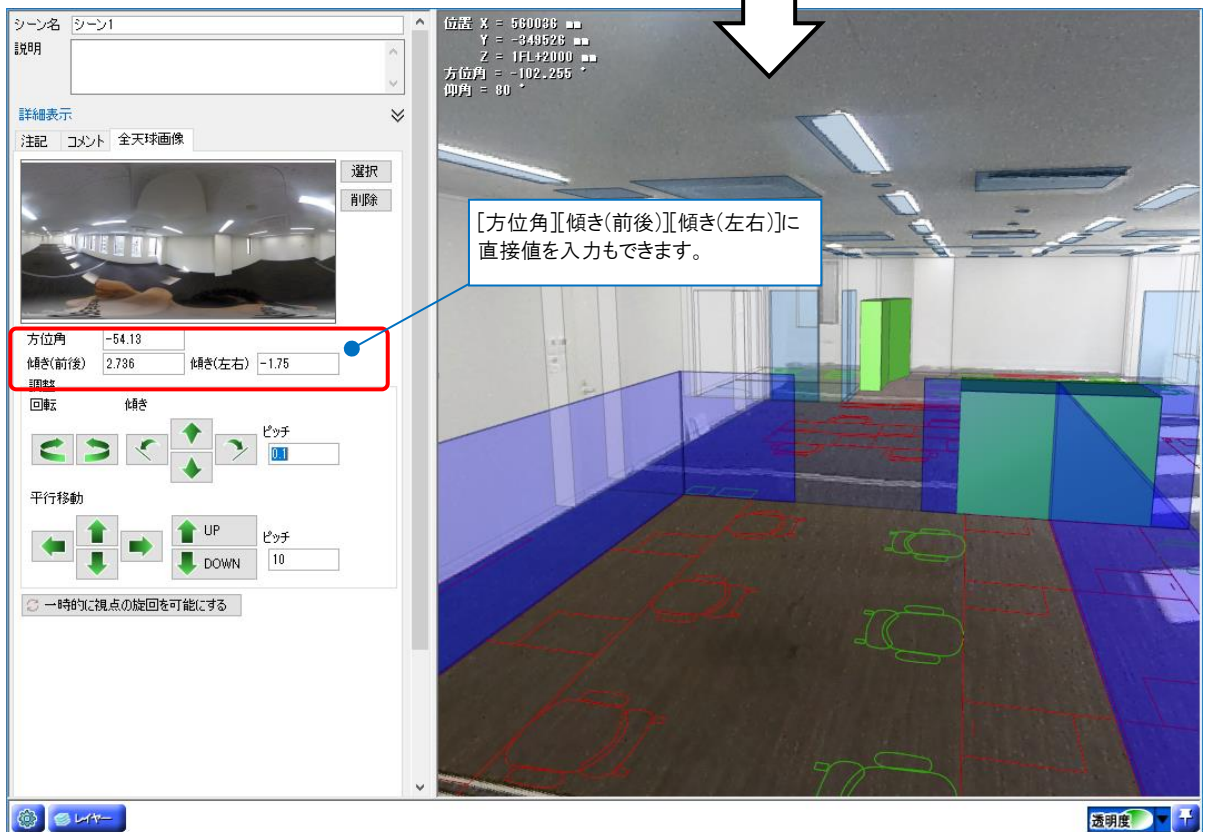 シーン名 シーン1
説明
詳細表示
注記 コメント 全天球画像
選択
削除
方位角 -54.13
傾き(前後) 2.736 傾き(左右) -1.75
調整
回転 傾き
ピッチ
0.1
平行移動
UP
DOWN
ピッチ
10
一時的に視点の旋回を可能にする
位置 X = 560036 mm
Y = -349526 mm
Z = 1FL+2000 mm
方位角 = -102.255 °
仰角 = 80 °
[方位角][傾き(前後)][傾き(左右)]に
直接値を入力もできます。
レイヤー
透明度